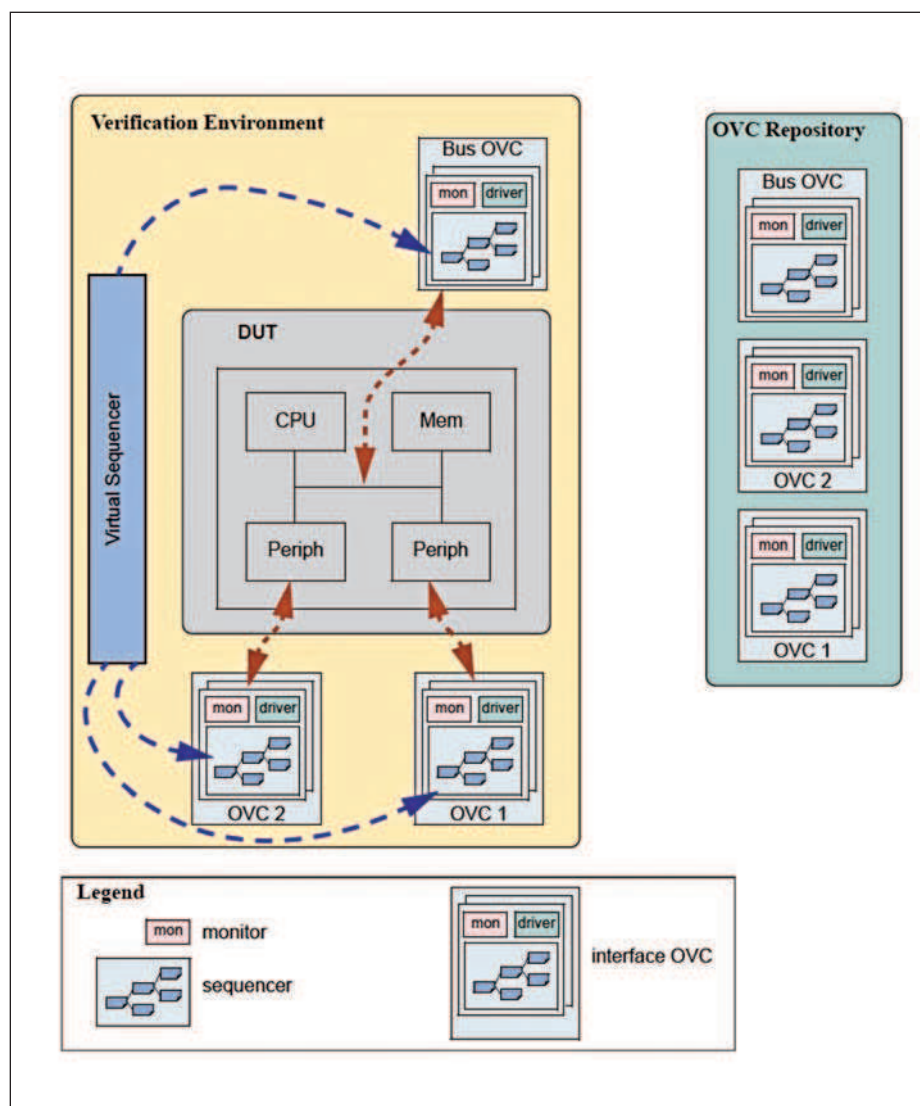 Verification Environment
Bus OVC
mon driver
Virtual Sequencer
DUT
CPU Mem
Periph Periph
mon driver
OVC 2
mon driver
OVC 1
OVC Repository
Bus OVC
mon driver
mon driver
OVC 2
mon driver
OVC 1
Legend
mon monitor
sequencer
mon driver
interface OVC